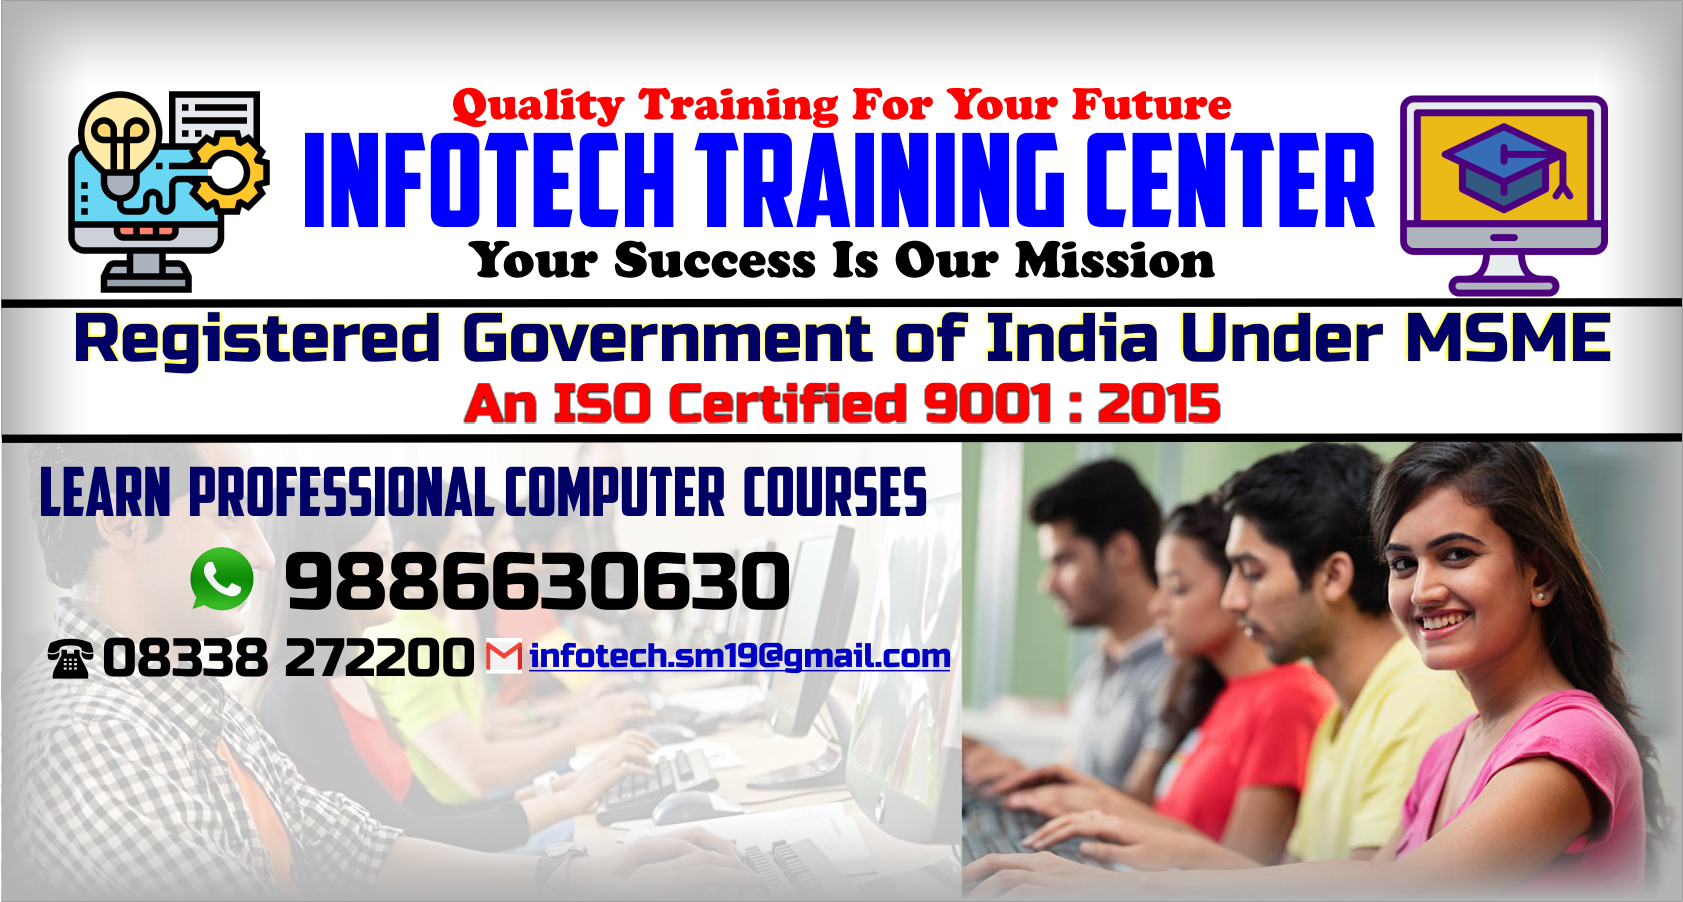 Quality Training For Your Future
INFOTECH TRAINING CENTER
Your Success Is Our Mission
Registered Government of India Under MSME
An ISO Certified 9001 : 2015
LEARN PROFESSIONAL COMPUTER COURSES
9886630630
08338 272200 infotech.sm19@gmail.com